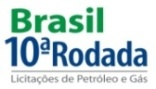 Brasil
10ª Rodada
Licitações de Petróleo e Gás